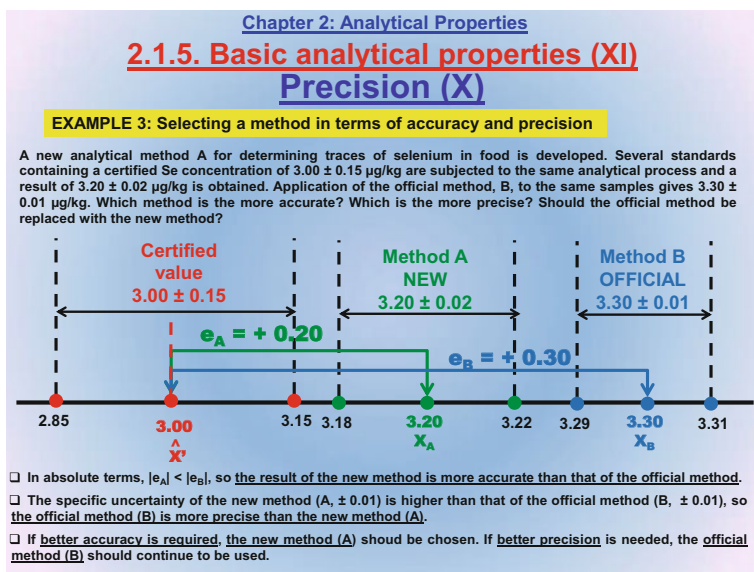 Chapter 2: Analytical Properties
2.1.5. Basic analytical properties (XI)
Precision (X)
EXAMPLE 3: Selecting a method in terms of accuracy and precision
A new analytical method A for determining traces of selenium in food is developed. Several standards
containing a certified Se concentration of 3.00 ± 0.15 µg/kg are subjected to the same analytical process and a
result of 3.20 ± 0.02 µg/kg is obtained. Application of the official method, B, to the same samples gives 3.30 ±
0.01 µg/kg. Which method is the more accurate? Which is the more precise? Should the official method be
replaced with the new method?
Certified
value
3.00 ± 0.15
Method A
NEW
3.20 ± 0.02
Method B
OFFICIAL
3.30 ± 0.01
eA = + 0.20
eB = + 0.30
2.85 3.00 3.15 3.18 3.20 3.22 3.29 3.30 3.31
X̂' XA XB
❑ In absolute terms, |eA| < |eB|, so the result of the new method is more accurate than that of the official method.
❑ The specific uncertainty of the new method (A, ± 0.01) is higher than that of the official method (B, ± 0.01), so
the official method (B) is more precise than the new method (A).
❑ If better accuracy is required, the new method (A) shoud be chosen. If better precision is needed, the official
method (B) should continue to be used.